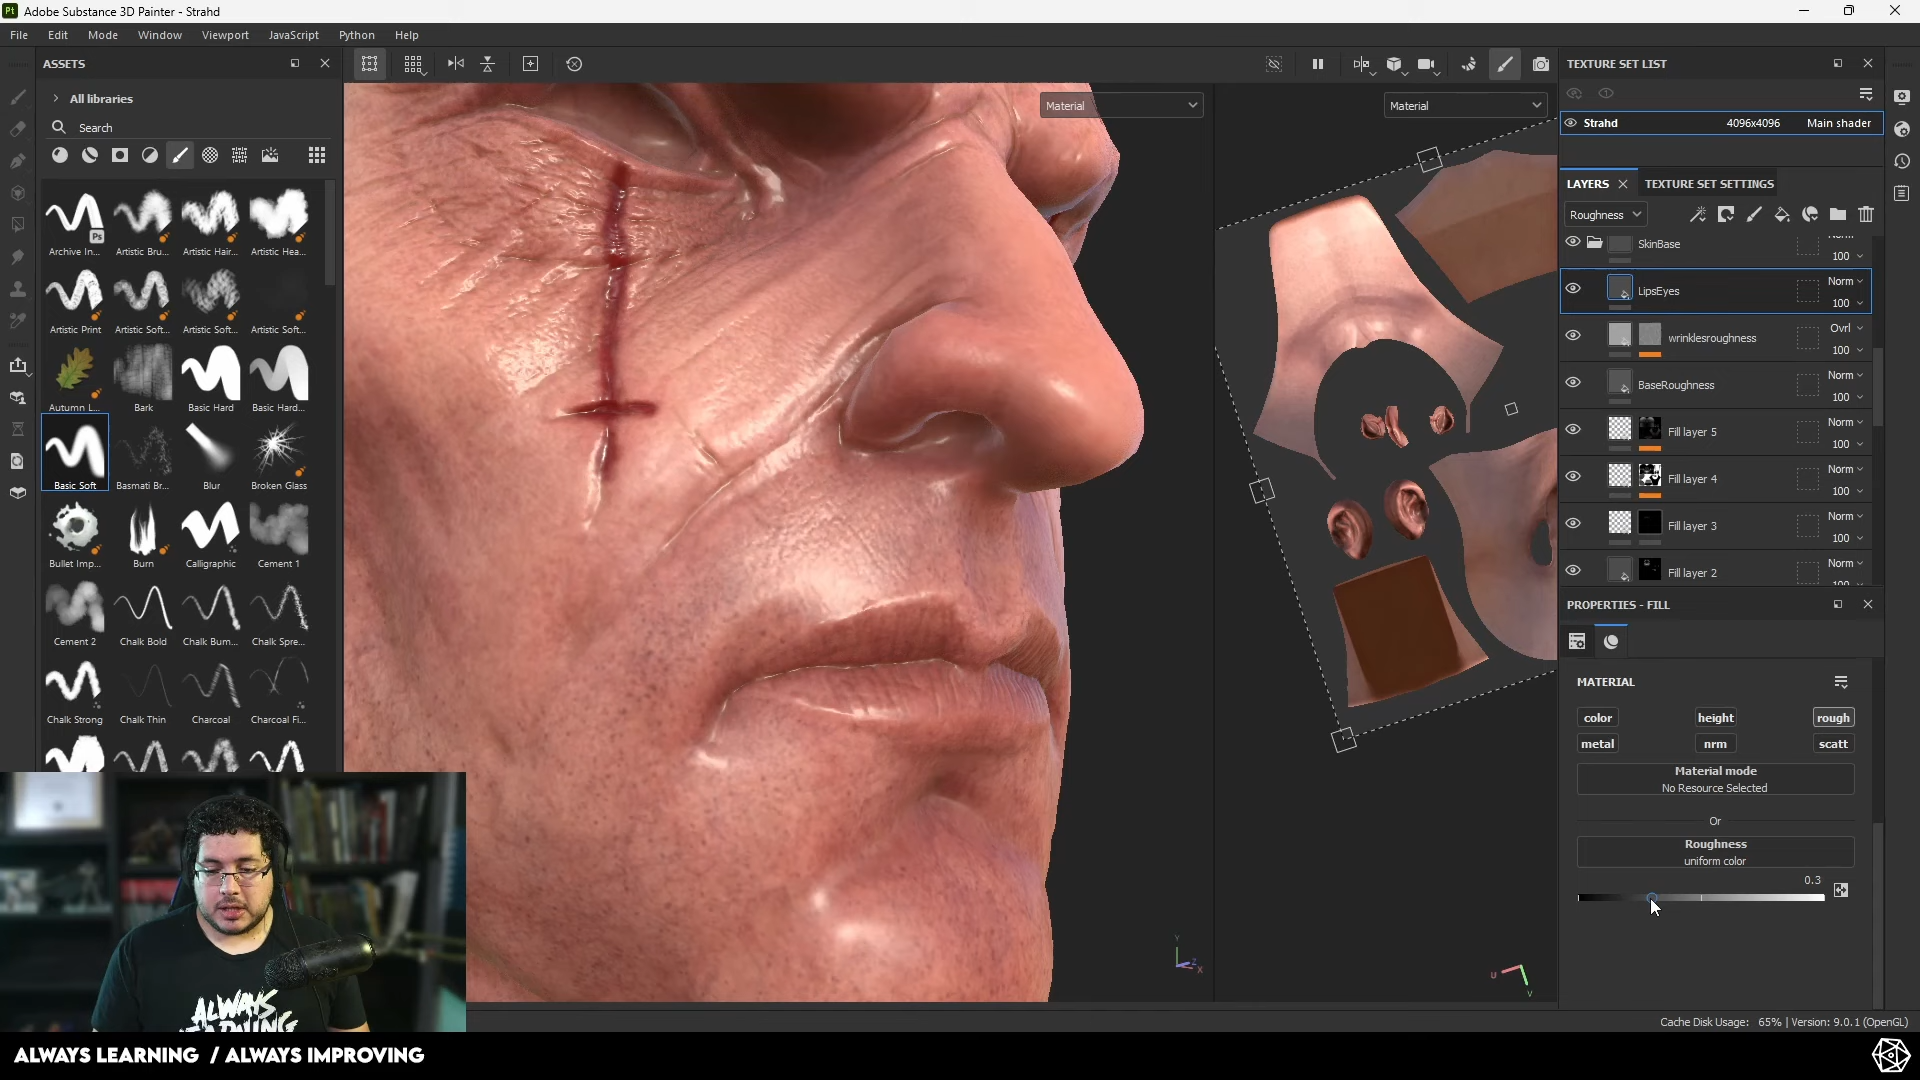 Adobe Substance 3D Painter - Strahd
File Edit Mode Window Viewport JavaScript Python Help
ASSETS
All libraries
Search
Archive In... Artistic Bru... Artistic Hair... Artistic Hea...
Artistic Print Artistic Soft... Artistic Soft... Artistic Soft...
Autumn L... Bark Basic Hard Basic Hard...
Basic Soft Basmati Br... Blur Broken Glass
Bullet Imp... Burn Calligraphic Cement 1
Cement 2 Chalk Bold Chalk Bum... Chalk Spre...
Chalk Strong Chalk Thin Charcoal Charcoal Fi...
Material
Material
TEXTURE SET LIST
Strahd 4096x4096 Main shader
LAYERS TEXTURE SET SETTINGS
Roughness
SkinBase
100
LipsEyes Norm
100
wrinklesroughness Ovrl
100
BaseRoughness Norm
100
Fill layer 5 Norm
100
Fill layer 4 Norm
100
Fill layer 3 Norm
100
Fill layer 2 Norm
PROPERTIES - FILL
MATERIAL
color height rough
metal nrm scatt
Material mode
No Resource Selected
Or
Roughness
uniform color
0.3
Y
Z
X
U
V
Cache Disk Usage: 65% | Version: 9.0.1 (OpenGL)
ALWAYS
ALWAYS LEARNING / ALWAYS IMPROVING